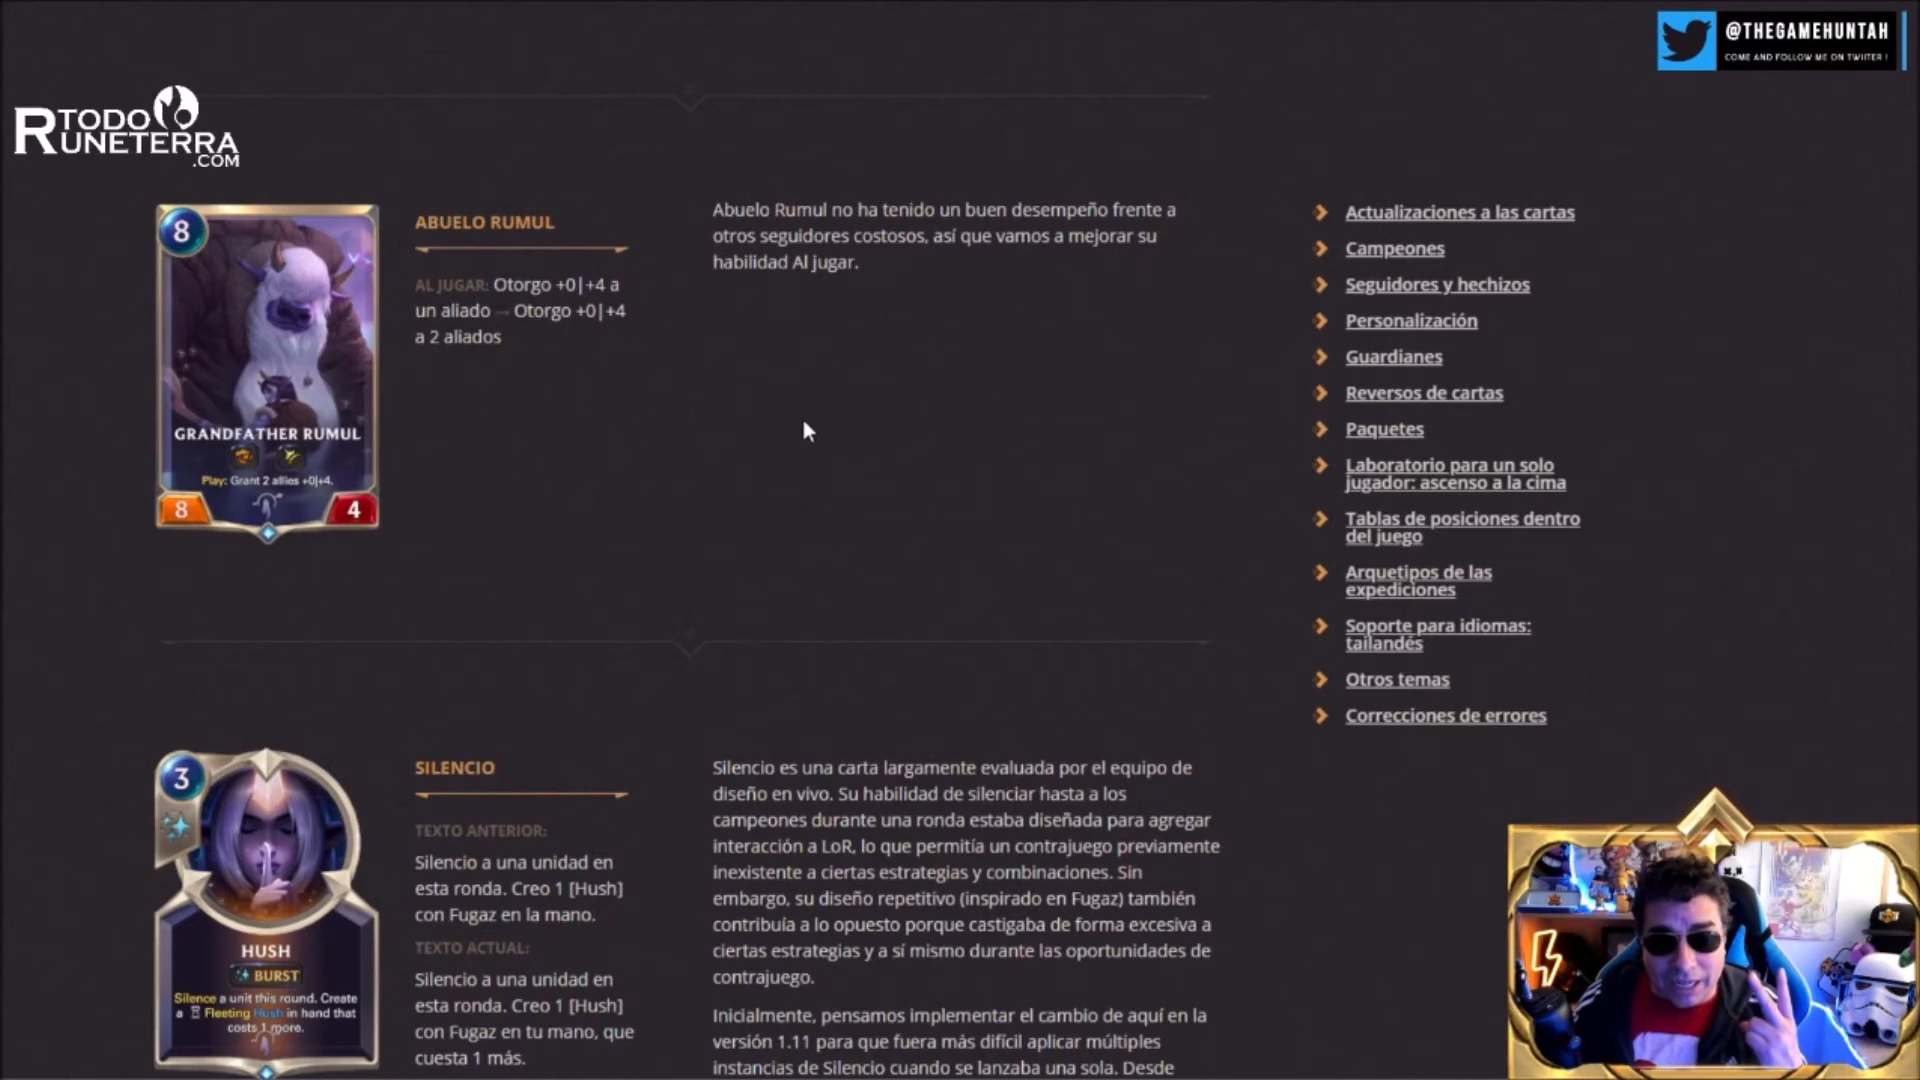 @THEGAMEHUNTAH
COME AND FOLLOW ME ON TWIITER !
TODO
RUNETERRA
.COM
8
GRANDFATHER RUMUL
Play: Grant 2 allies +0|+4.
8
4
ABUELO RUMUL
AL JUGAR: Otorgo +0|+4 a
un aliado → Otorgo +0|+4
a 2 aliados
Abuelo Rumul no ha tenido un buen desempeño frente a
otros seguidores costosos, así que vamos a mejorar su
habilidad Al jugar.
Actualizaciones a las cartas
Campeones
Seguidores y hechizos
Personalización
Guardianes
Reversos de cartas
Paquetes
Laboratorio para un solo
jugador: ascenso a la cima
Tablas de posiciones dentro
del juego
Arquetipos de las
expediciones
Soporte para idiomas:
tailandés
Otros temas
Correcciones de errores
3
HUSH
BURST
Silence a unit this round. Create
a Fleeting Hush in hand that
costs 1 more.
SILENCIO
TEXTO ANTERIOR:
Silencio a una unidad en
esta ronda. Creo 1 [Hush]
con Fugaz en la mano.
TEXTO ACTUAL:
Silencio a una unidad en
esta ronda. Creo 1 [Hush]
con Fugaz en tu mano, que
cuesta 1 más.
Silencio es una carta largamente evaluada por el equipo de
diseño en vivo. Su habilidad de silenciar hasta a los
campeones durante una ronda estaba diseñada para agregar
interacción a LoR, lo que permitía un contrajuego previamente
inexistente a ciertas estrategias y combinaciones. Sin
embargo, su diseño repetitivo (inspirado en Fugaz) también
contribuía a lo opuesto porque castigaba de forma excesiva a
ciertas estrategias y a sí mismo durante las oportunidades de
contrajuego.
Inicialmente, pensamos implementar el cambio de aquí en la
versión 1.11 para que fuera más difícil aplicar múltiples
instancias de Silencio cuando se lanzaba una sola. Desde